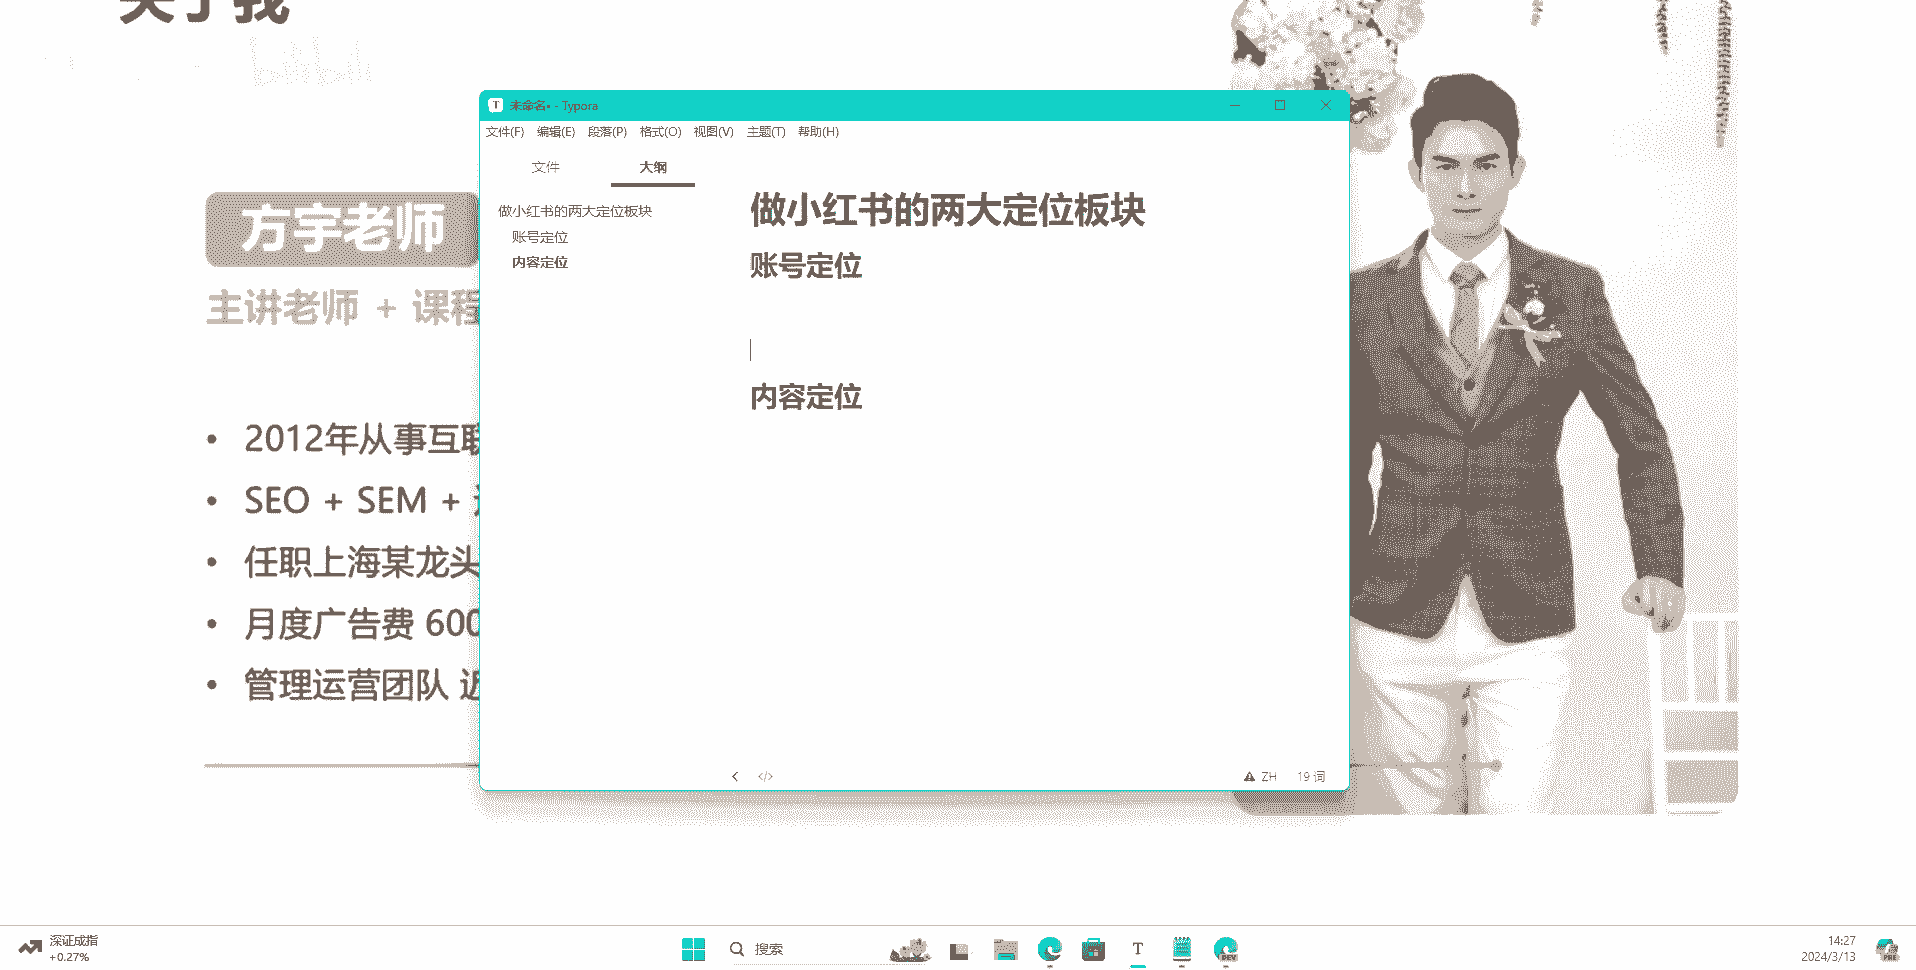 关于我
bilibili
未命名• - Typora
文件(F) 编辑(E) 段落(P) 格式(O) 视图(V) 主题(T) 帮助(H)
文件 大纲
做小红书的两大定位板块
账号定位
内容定位
做小红书的两大定位板块
账号定位
内容定位
ZH 19 词
方宇老师
主讲老师 + 课程
2012年从事互联
SEO + SEM +
任职上海某龙头
月度广告费 600
管理运营团队 近
深证成指
+0.27%
搜索
T
DEV
14:27
2024/3/13
PRE